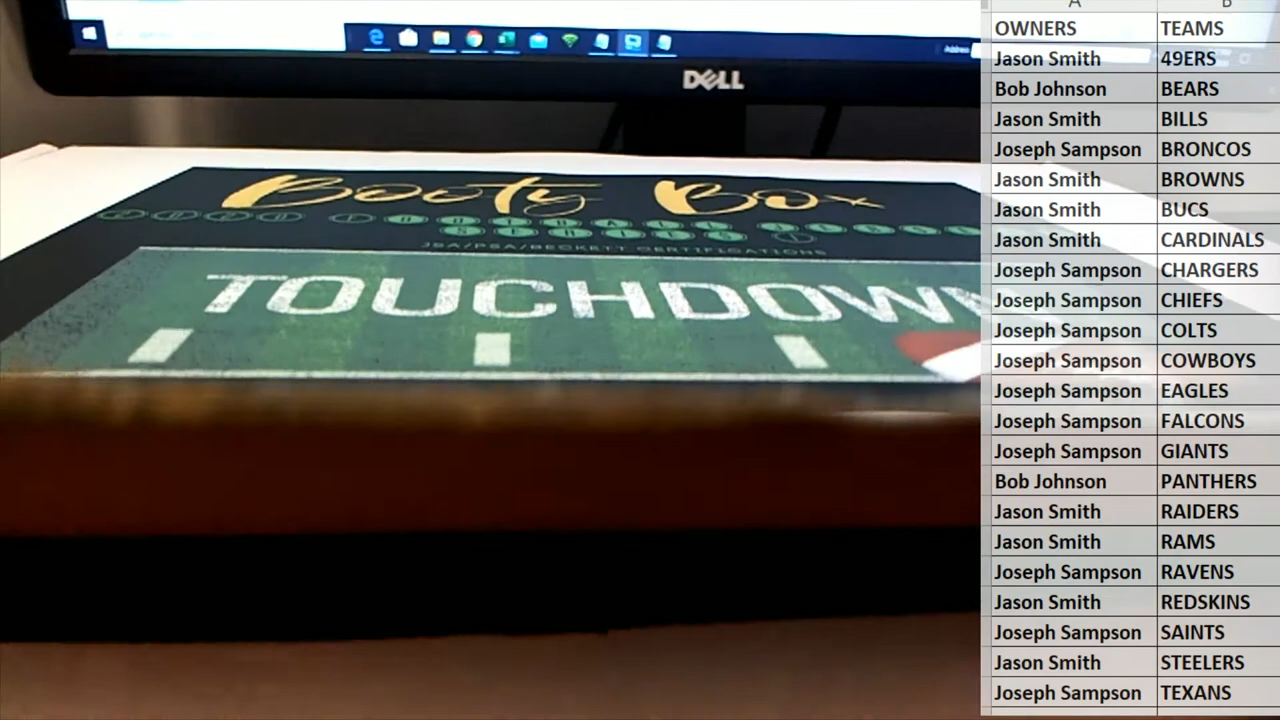 A B
OWNERS TEAMS
Jason Smith 49ERS
Bob Johnson BEARS
Jason Smith BILLS
Joseph Sampson BRONCOS
Jason Smith BROWNS
Jason Smith BUCS
Jason Smith CARDINALS
Joseph Sampson CHARGERS
Joseph Sampson CHIEFS
Joseph Sampson COLTS
Joseph Sampson COWBOYS
Joseph Sampson EAGLES
Joseph Sampson FALCONS
Joseph Sampson GIANTS
Bob Johnson PANTHERS
Jason Smith RAIDERS
Jason Smith RAMS
Joseph Sampson RAVENS
Jason Smith REDSKINS
Joseph Sampson SAINTS
Jason Smith STEELERS
Joseph Sampson TEXANS
Address
DELL
Booty Box
JSA/PSA/BECKETT CERTIFICATIONS
TOUCHDOWN